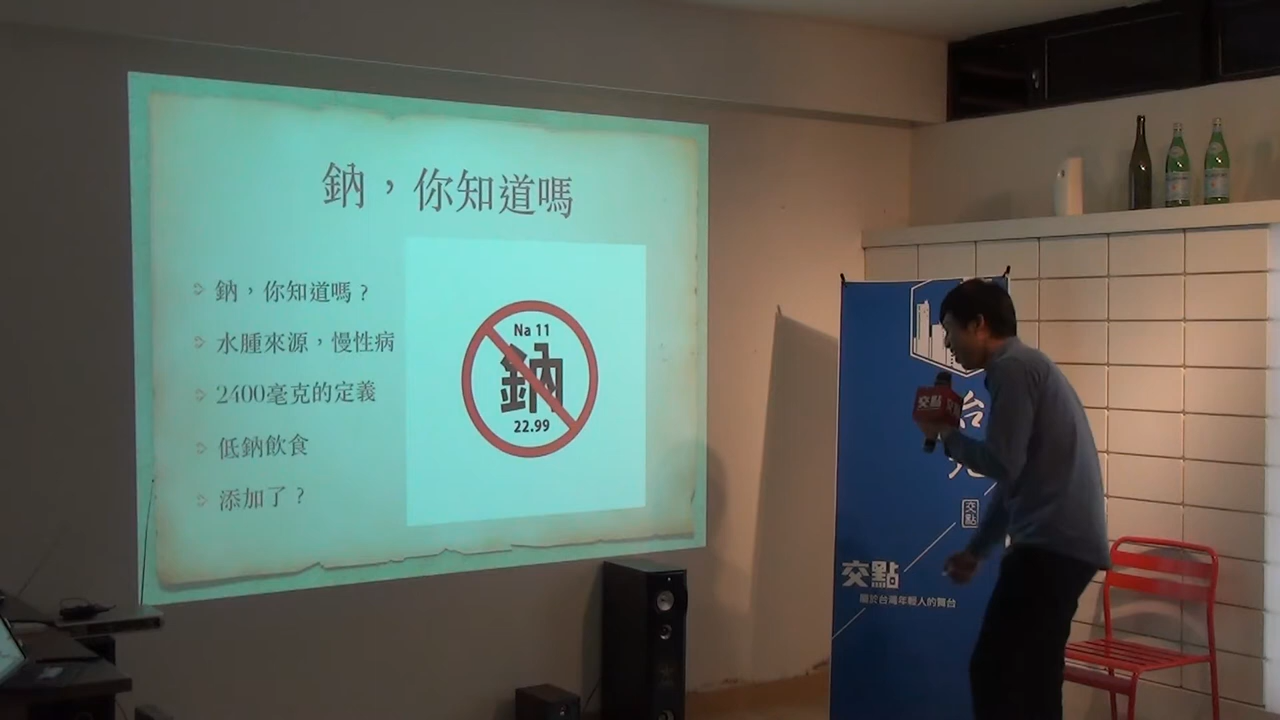 鈉，你知道嗎
鈉，你知道嗎？
水腫來源，慢性病
2400毫克的定義
低鈉飲食
添加了？
Na 11
鈉
22.99
交點
台
交點
交點
屬於台灣年輕人的舞台